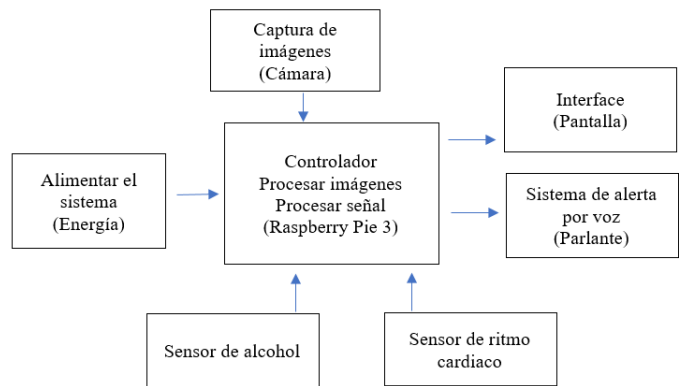 Captura de
imágenes
(Cámara)
Interface
(Pantalla)
Controlador
Procesar imágenes
Procesar señal
(Raspberry Pie 3)
Alimentar el
sistema
(Energía)
Sistema de alerta
por voz
(Parlante)
Sensor de alcohol
Sensor de ritmo
cardiaco